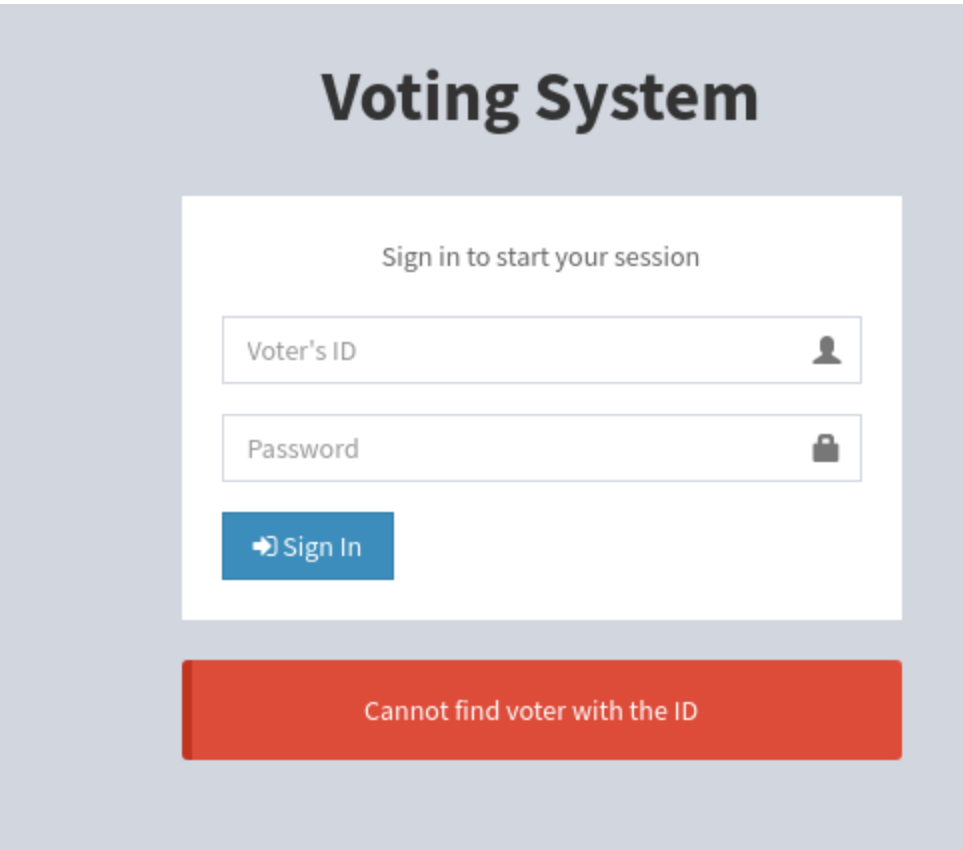 Voting System
Sign in to start your session
Voter's ID
Password
Sign In
Cannot find voter with the ID